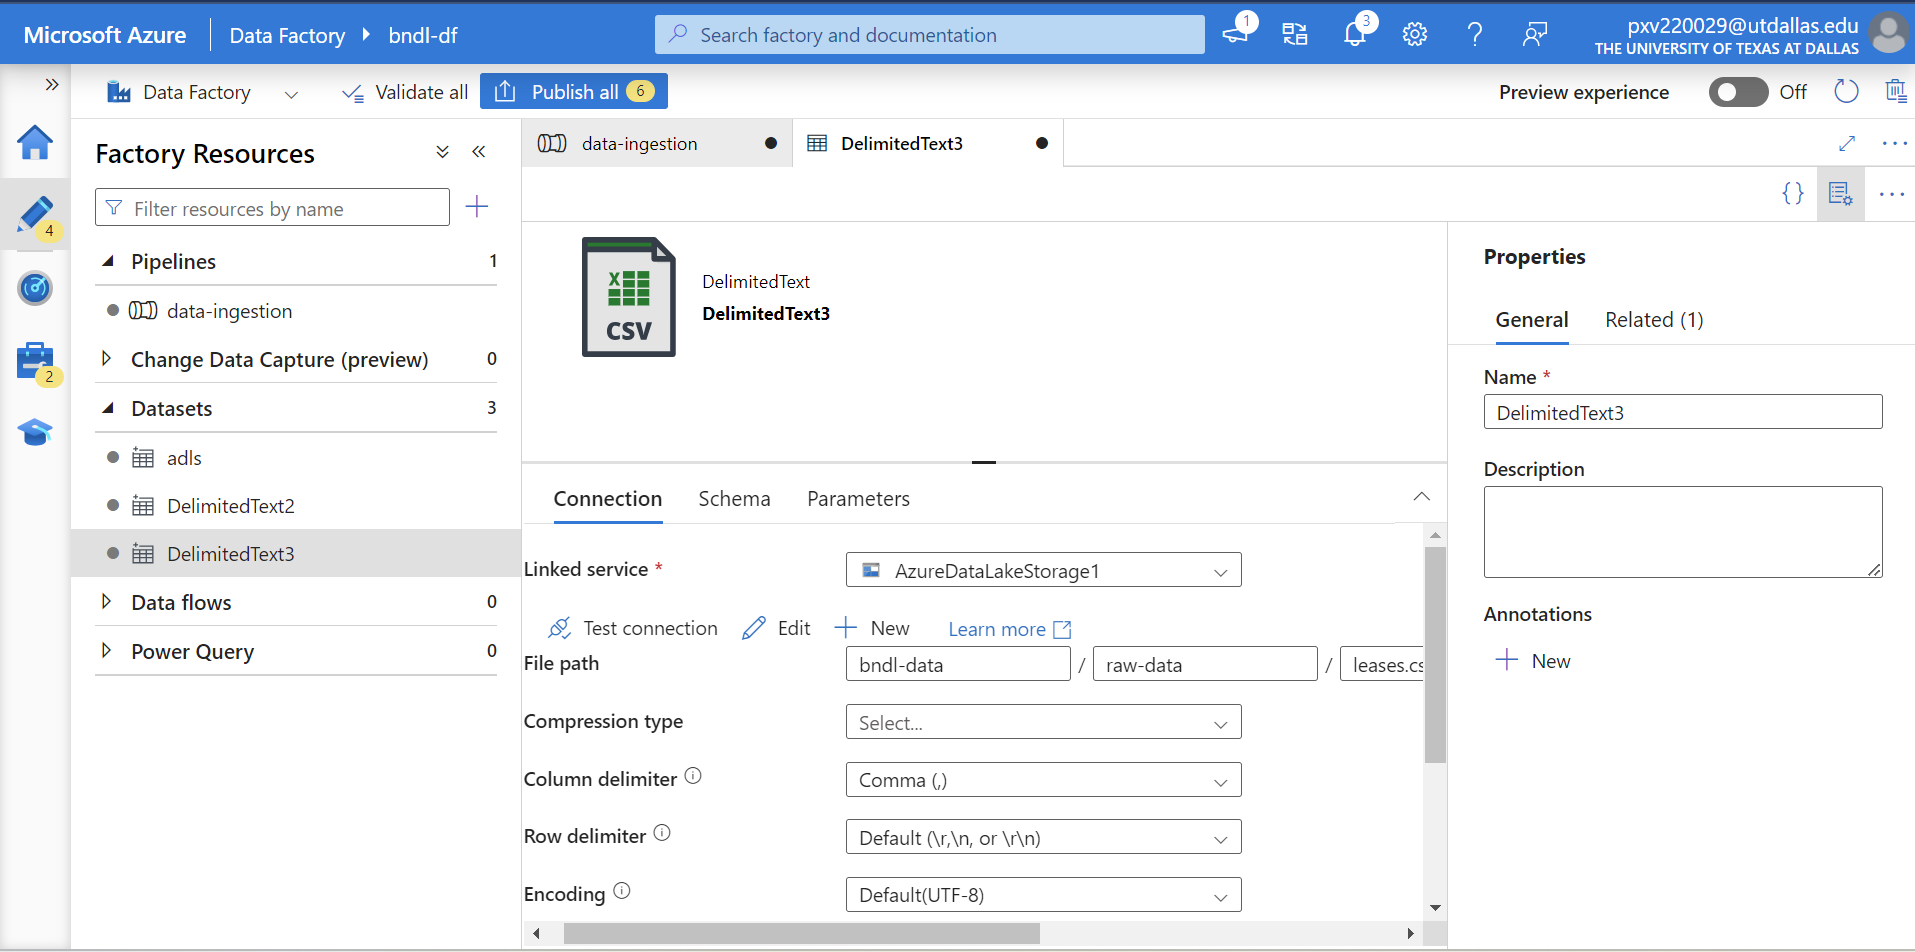 Microsoft Azure
Data Factory
bndl-df
Search factory and documentation
1
3
pxv220029@utdallas.edu
THE UNIVERSITY OF TEXAS AT DALLAS
Data Factory
Validate all
Publish all
6
Preview experience
Off
4
2
Factory Resources
Filter resources by name
Pipelines
1
data-ingestion
Change Data Capture (preview)
0
Datasets
3
adls
DelimitedText2
DelimitedText3
Data flows
0
Power Query
0
data-ingestion
DelimitedText3
{}
X
CSV
DelimitedText
DelimitedText3
Connection
Schema
Parameters
Linked service *
AzureDataLakeStorage1
Test connection
Edit
New
Learn more
File path
bndl-data
/
raw-data
/
leases.cs
Compression type
Select...
Column delimiter
Comma (,)
Row delimiter
Default (\r,\n, or \r\n)
Encoding
Default(UTF-8)
Properties
General
Related (1)
Name *
DelimitedText3
Description
Annotations
New